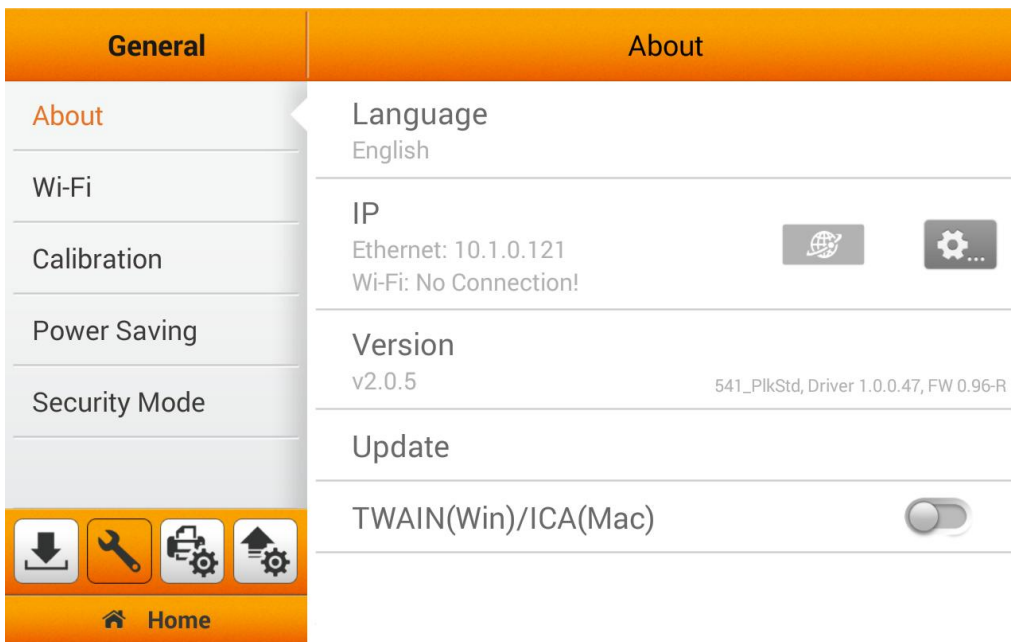 General
About
About
Wi-Fi
Calibration
Power Saving
Security Mode
Home
Language
English
IP
Ethernet: 10.1.0.121
Wi-Fi: No Connection!
Version
v2.0.5
541_PlkStd, Driver 1.0.0.47, FW 0.96-R
Update
TWAIN(Win)/ICA(Mac)